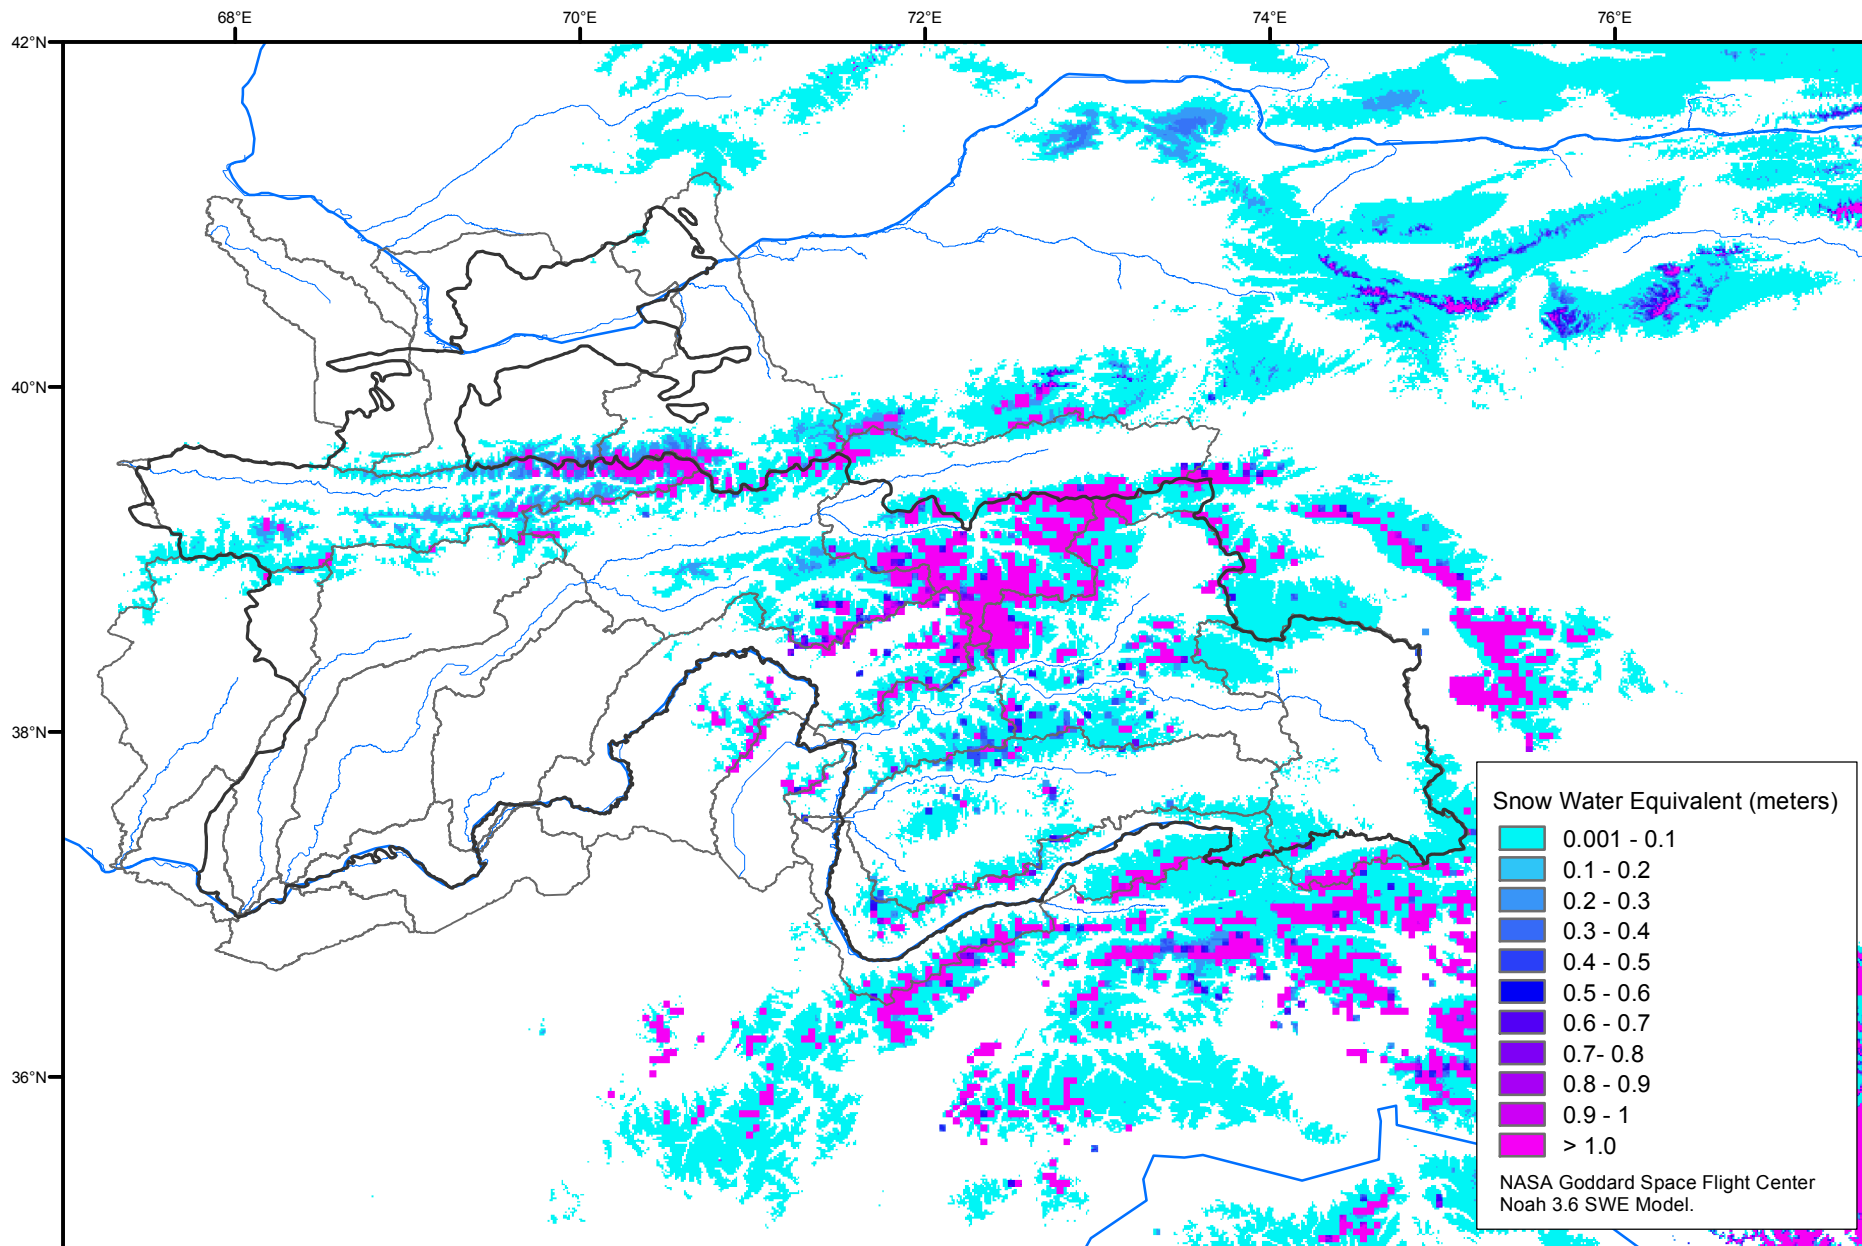 68°E 70°E 72°E 74°E 76°E
42°N
40°N
38°N
36°N
Snow Water Equivalent (meters)
0.001 - 0.1
0.1 - 0.2
0.2 - 0.3
0.3 - 0.4
0.4 - 0.5
0.5 - 0.6
0.6 - 0.7
0.7- 0.8
0.8 - 0.9
0.9 - 1
> 1.0
NASA Goddard Space Flight Center
Noah 3.6 SWE Model.